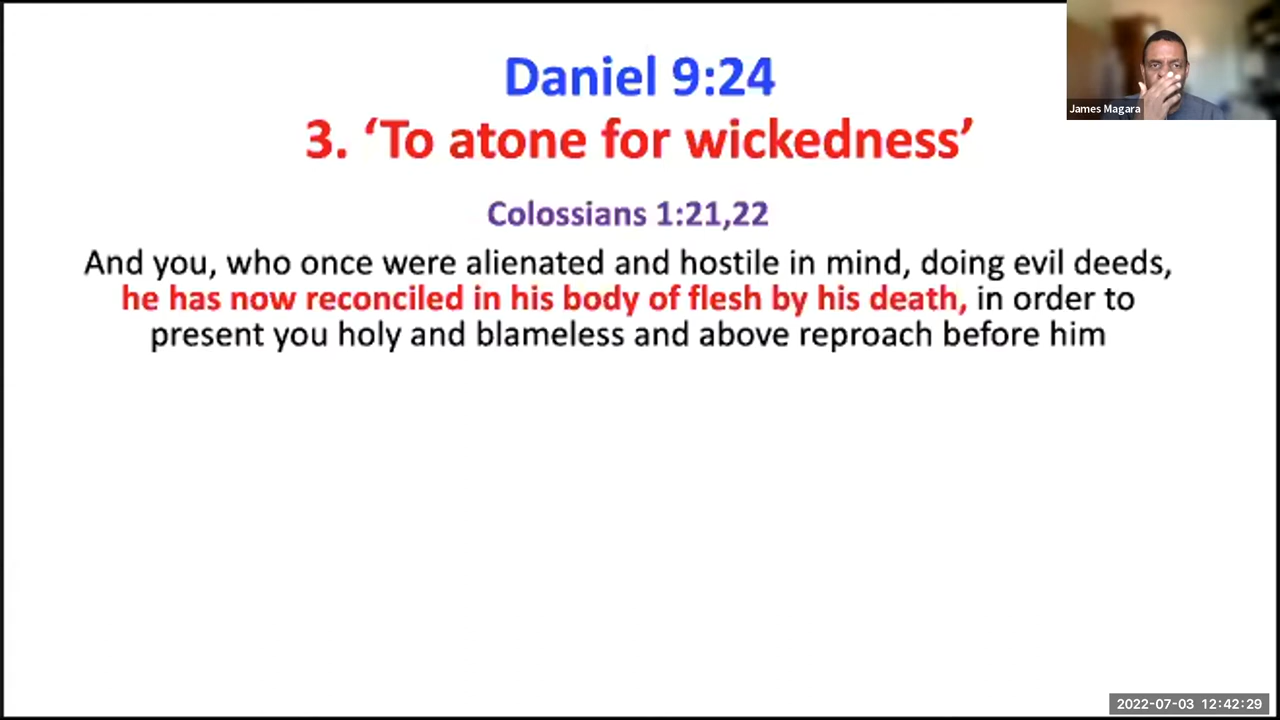 Daniel 9:24
3. ‘To atone for wickedness’
James Magara
Colossians 1:21,22
And you, who once were alienated and hostile in mind, doing evil deeds,
he has now reconciled in his body of flesh by his death, in order to
present you holy and blameless and above reproach before him
2022-07-03 12:42:29